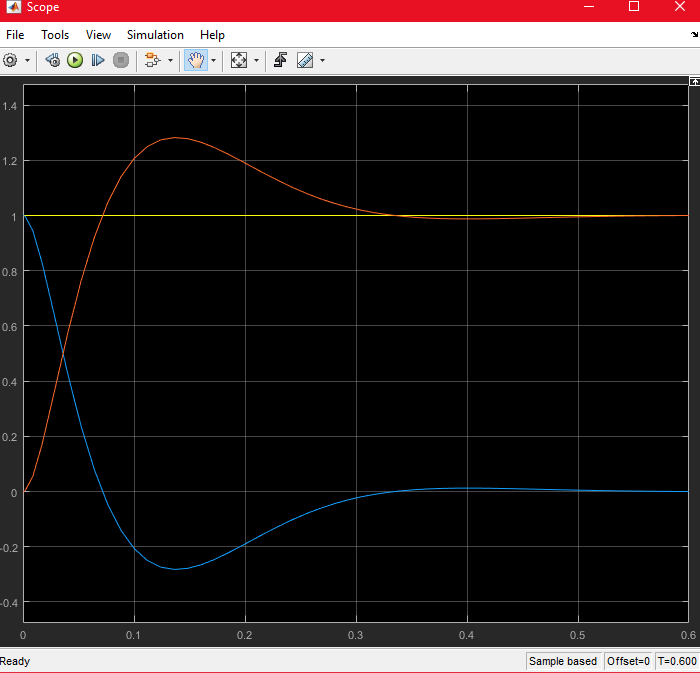 Scope
File Tools View Simulation Help
1.4
1.2
1
0.8
0.6
0.4
0.2
0
-0.2
-0.4
0 0.1 0.2 0.3 0.4 0.5 0.6
Ready Sample based Offset=0 T=0.600